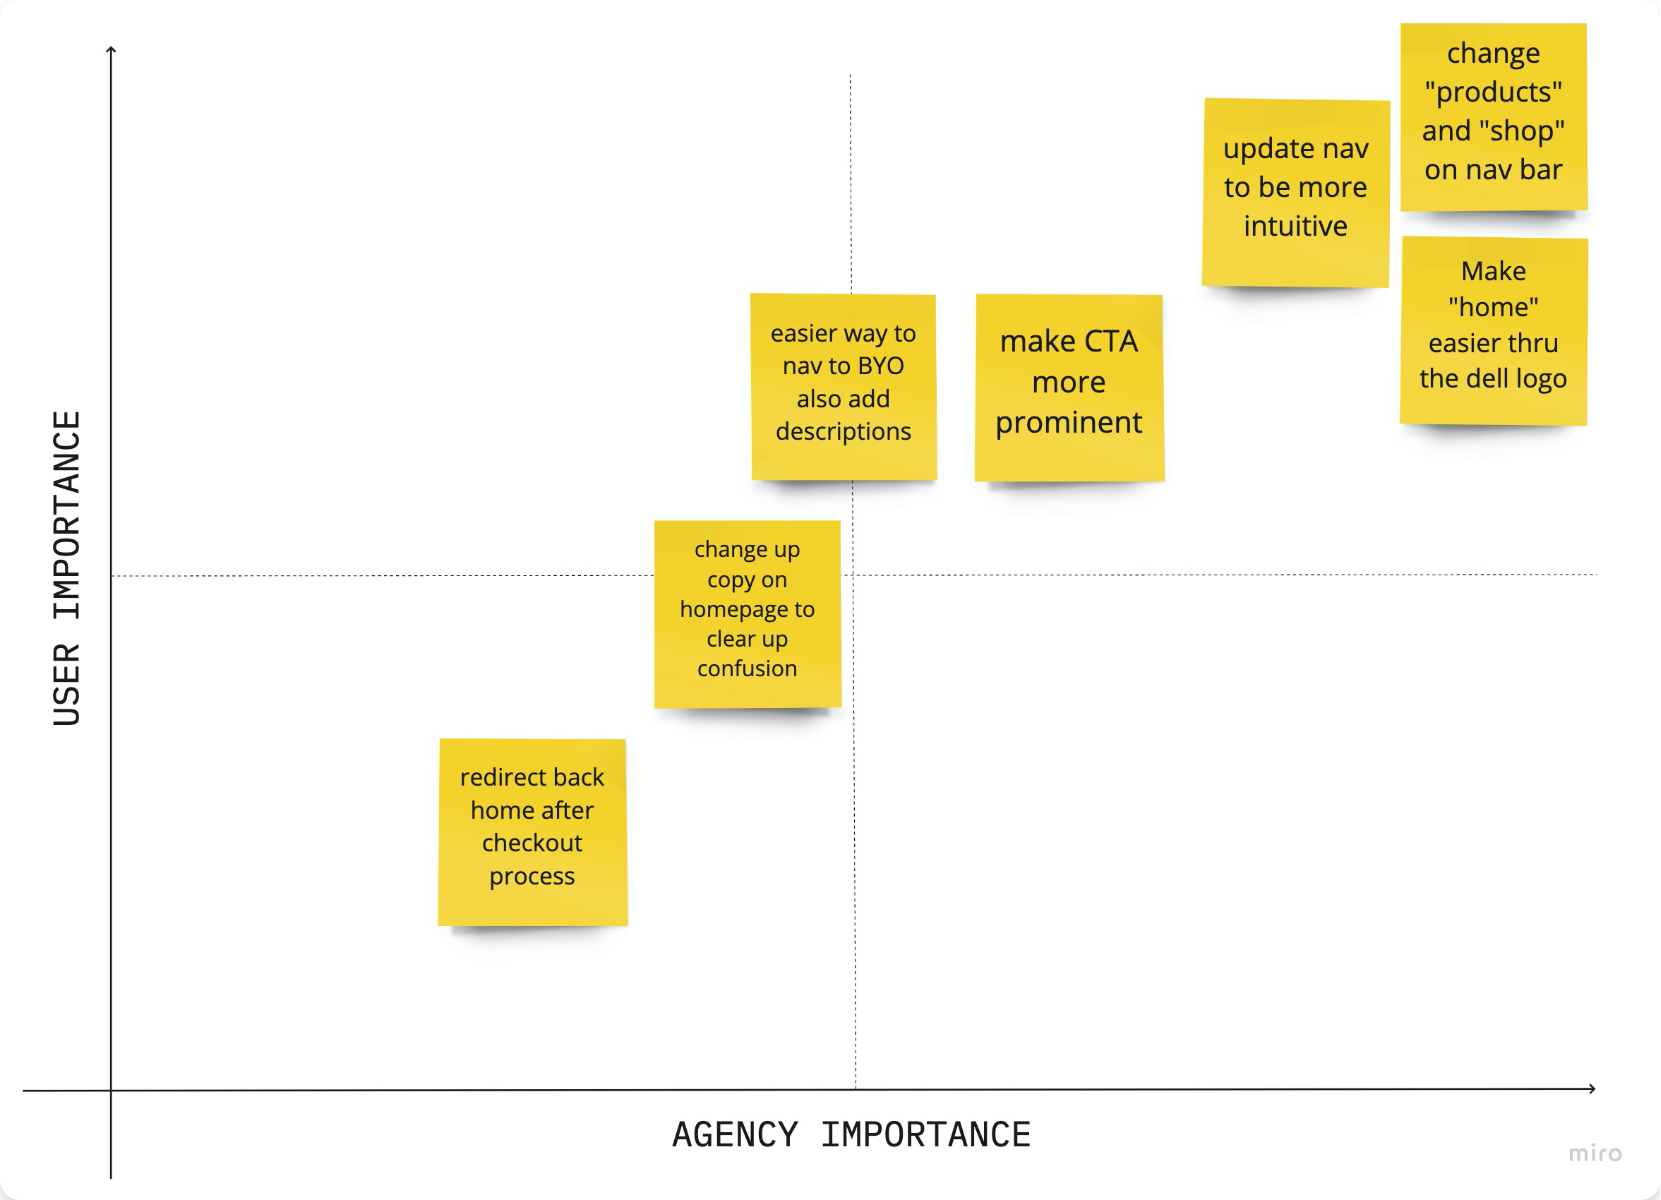 change
"products"
and "shop"
on nav bar
update nav
to be more
intuitive
Make
"home"
easier thru
the dell logo
easier way to
nav to BYO
also add
descriptions
make CTA
more
prominent
change up
copy on
homepage to
clear up
confusion
redirect back
home after
checkout
process
USER IMPORTANCE
AGENCY IMPORTANCE
miro